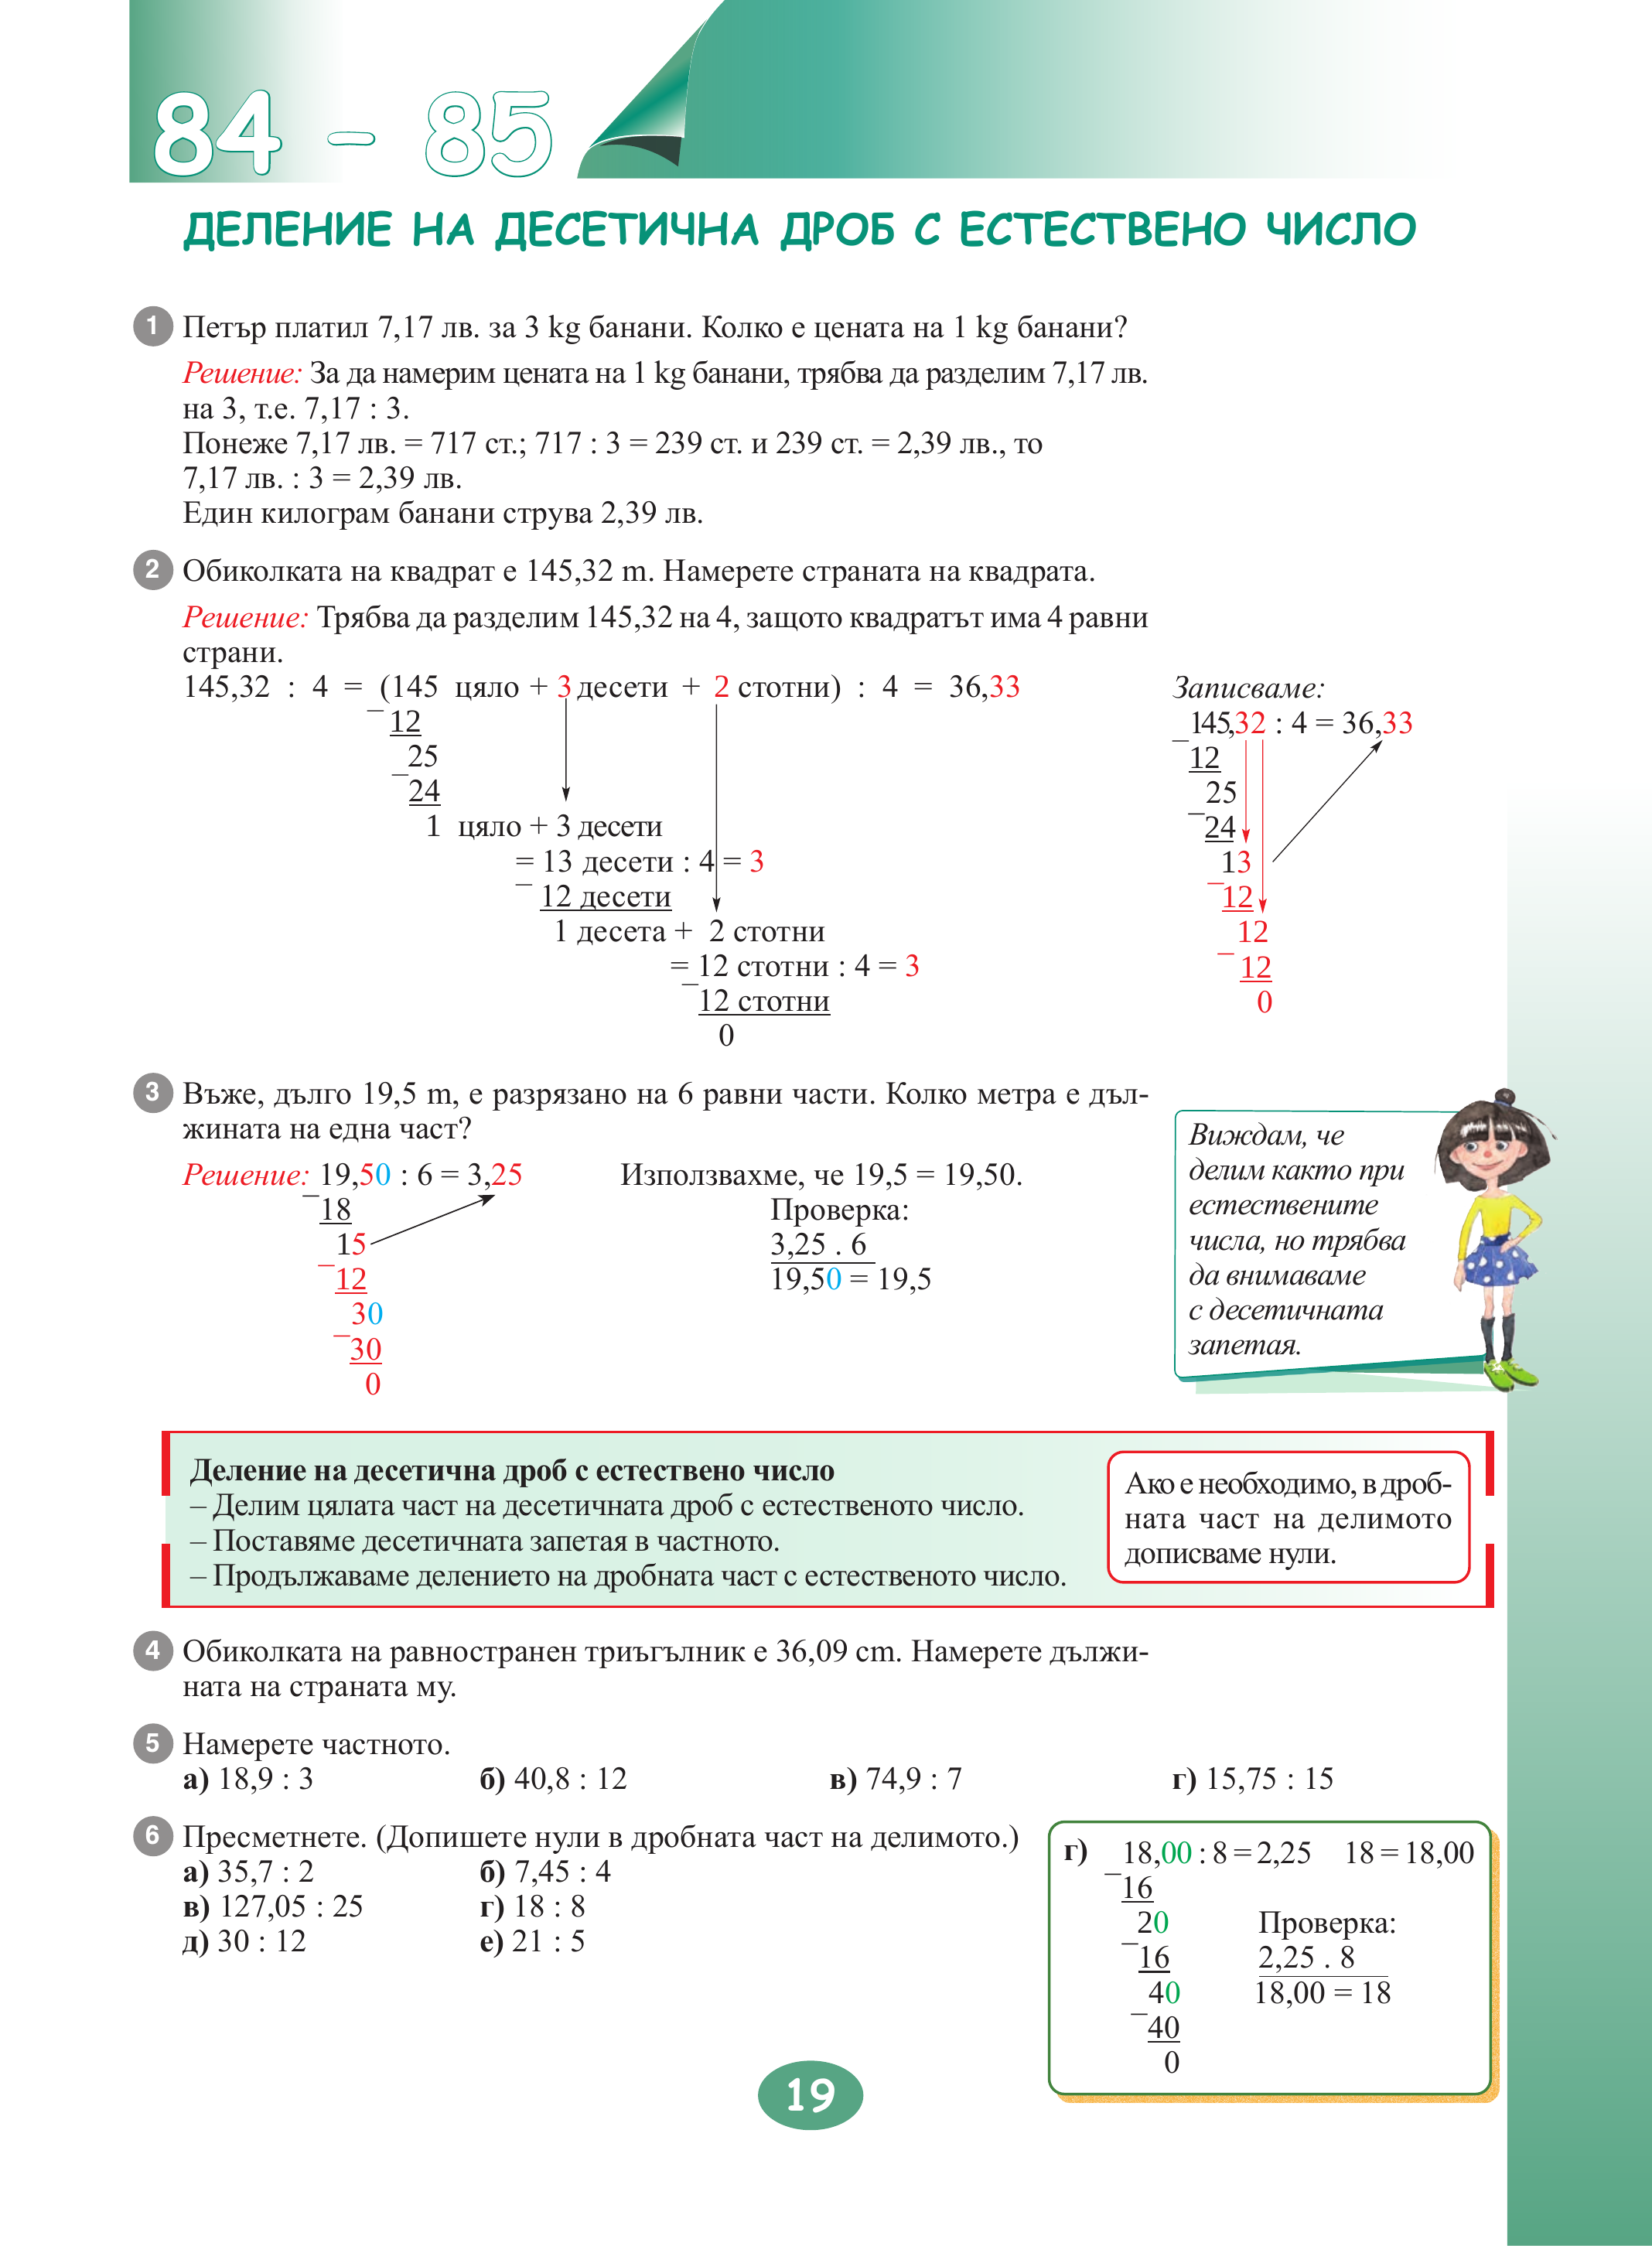 84 – 85
ДЕЛЕНИЕ НА ДЕСЕТИЧНА ДРОБ С ЕСТЕСТВЕНО ЧИСЛО
1 Петър платил 7,17 лв. за 3 kg банани. Колко е цената на 1 kg банани?
Решение: За да намерим цената на 1 kg банани, трябва да разделим 7,17 лв.
на 3, т.е. 7,17 : 3.
Понеже 7,17 лв. = 717 ст.; 717 : 3 = 239 ст. и 239 ст. = 2,39 лв., то
7,17 лв. : 3 = 2,39 лв.
Един килограм банани струва 2,39 лв.
2 Обиколката на квадрат е 145,32 m. Намерете страната на квадрата.
Решение: Трябва да разделим 145,32 на 4, защото квадратът има 4 равни
страни.
145,32 : 4 = (145 цяло + 3 десети + 2 стотни) : 4 = 36,33
– 12
25
– 24
1 цяло + 3 десети
= 13 десети : 4 = 3
– 12 десети
1 десета + 2 стотни
= 12 стотни : 4 = 3
– 12 стотни
0
Записваме:
145,32 : 4 = 36,33
– 12
25
– 24
13
– 12
12
– 12
0
3 Въже, дълго 19,5 m, е разрязано на 6 равни части. Колко метра е дъл-
жината на една част?
Решение: 19,50 : 6 = 3,25
– 18
15
– 12
30
– 30
0
Използвахме, че 19,5 = 19,50.
Проверка:
3,25 . 6
19,50 = 19,5
Виждам, че
делим както при
естествените
числа, но трябва
да внимаваме
с десетичната
запетая.
Деление на десетична дроб с естествено число
– Делим цялата част на десетичната дроб с естественото число.
– Поставяме десетичната запетая в частното.
– Продължаваме делението на дробната част с естественото число.
Ако е необходимо, в дроб-
ната част на делимото
дописваме нули.
4 Обиколката на равностранен триъгълник е 36,09 cm. Намерете дължи-
ната на страната му.
5 Намерете частното.
а) 18,9 : 3 б) 40,8 : 12 в) 74,9 : 7 г) 15,75 : 15
6 Пресметнете. (Допишете нули в дробната част на делимото.)
а) 35,7 : 2 б) 7,45 : 4
в) 127,05 : 25 г) 18 : 8
д) 30 : 12 е) 21 : 5
г) 18,00 : 8 = 2,25 18 = 18,00
– 16
20
– 16
40
– 40
0
Проверка:
2,25 . 8
18,00 = 18
19